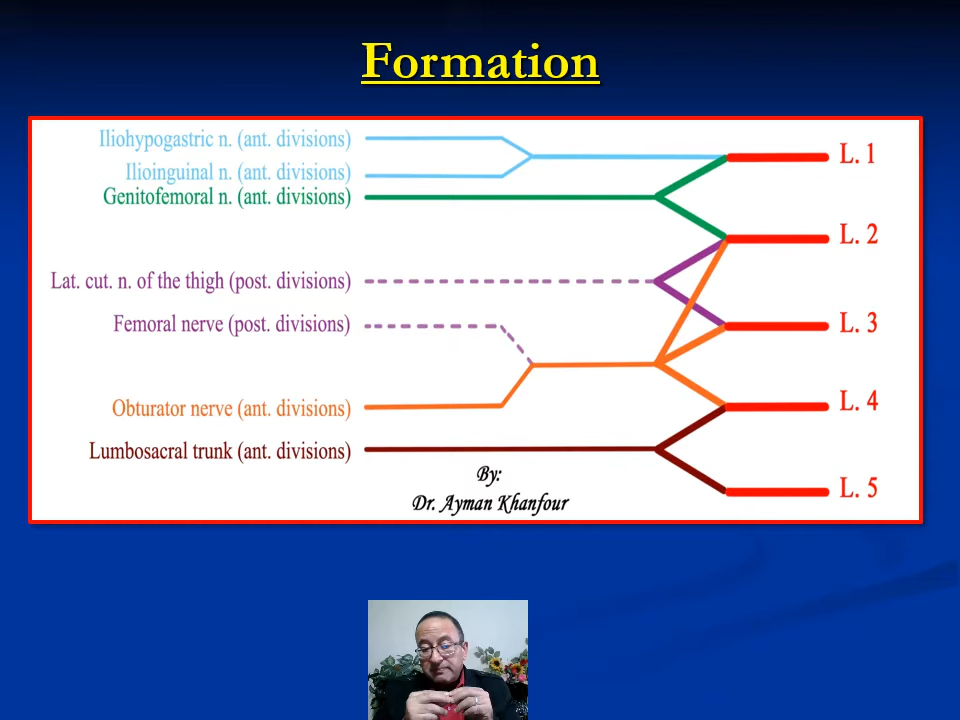 Formation
Iliohypogastric n. (ant. divisions)
Ilioinguinal n. (ant. divisions)
Genitofemoral n. (ant. divisions)
Lat. cut. n. of the thigh (post. divisions)
Femoral nerve (post. divisions)
Obturator nerve (ant. divisions)
Lumbosacral trunk (ant. divisions)
L. 1
L. 2
L. 3
L. 4
L. 5
By:
Dr. Ayman Khanfour